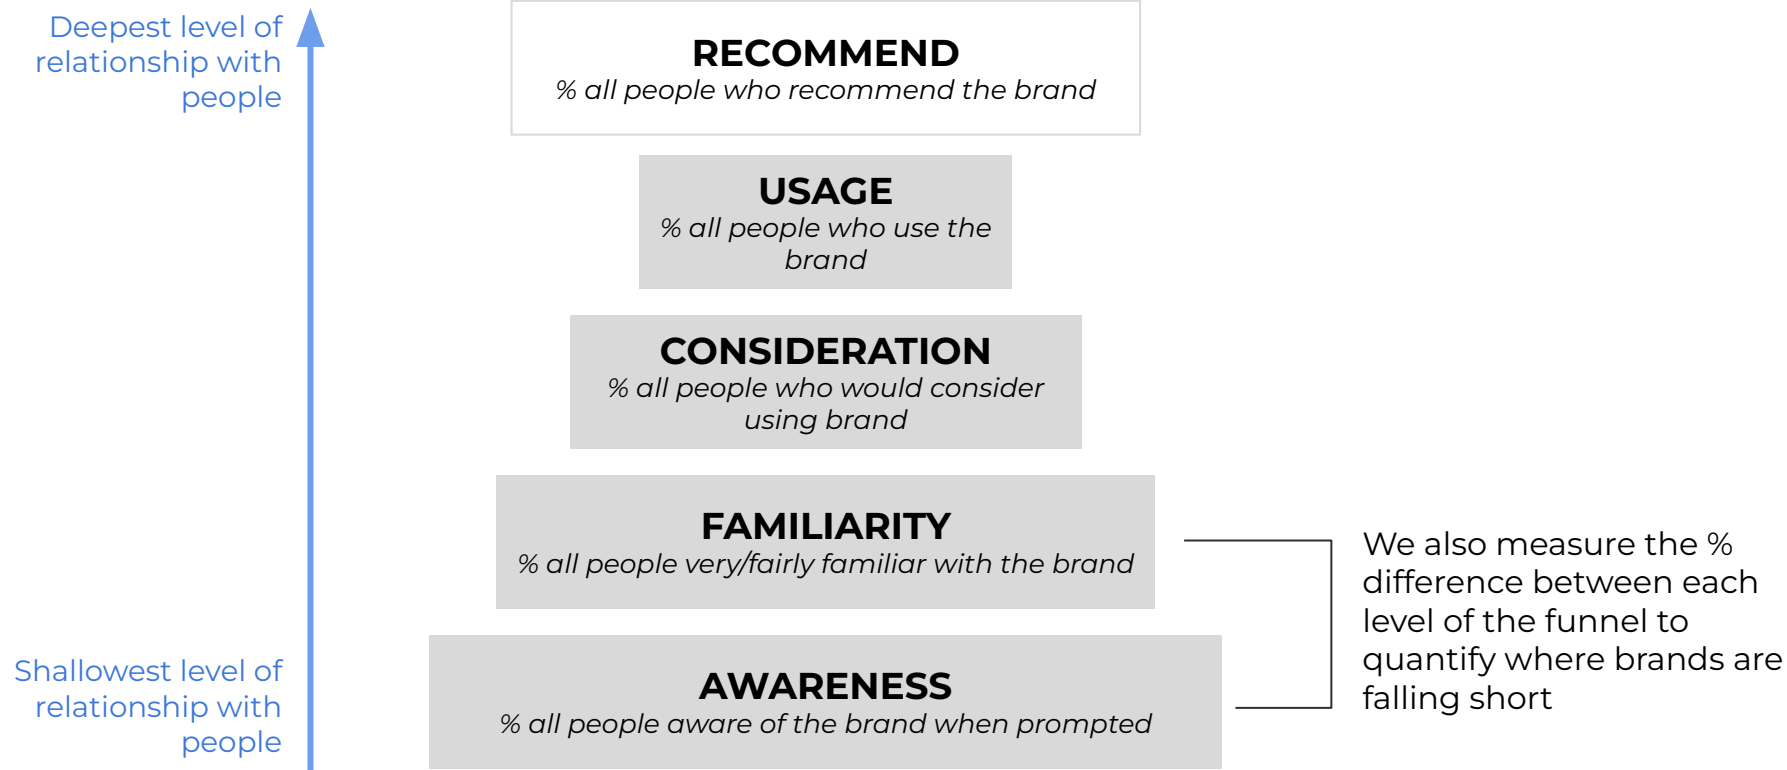 Deepest level of
relationship with
people
RECOMMEND
% all people who recommend the brand
USAGE
% all people who use the
brand
CONSIDERATION
% all people who would consider
using brand
FAMILIARITY
% all people very/fairly familiar with the brand
We also measure the %
difference between each
level of the funnel to
quantify where brands are
falling short
Shallowest level of
relationship with
people
AWARENESS
% all people aware of the brand when prompted